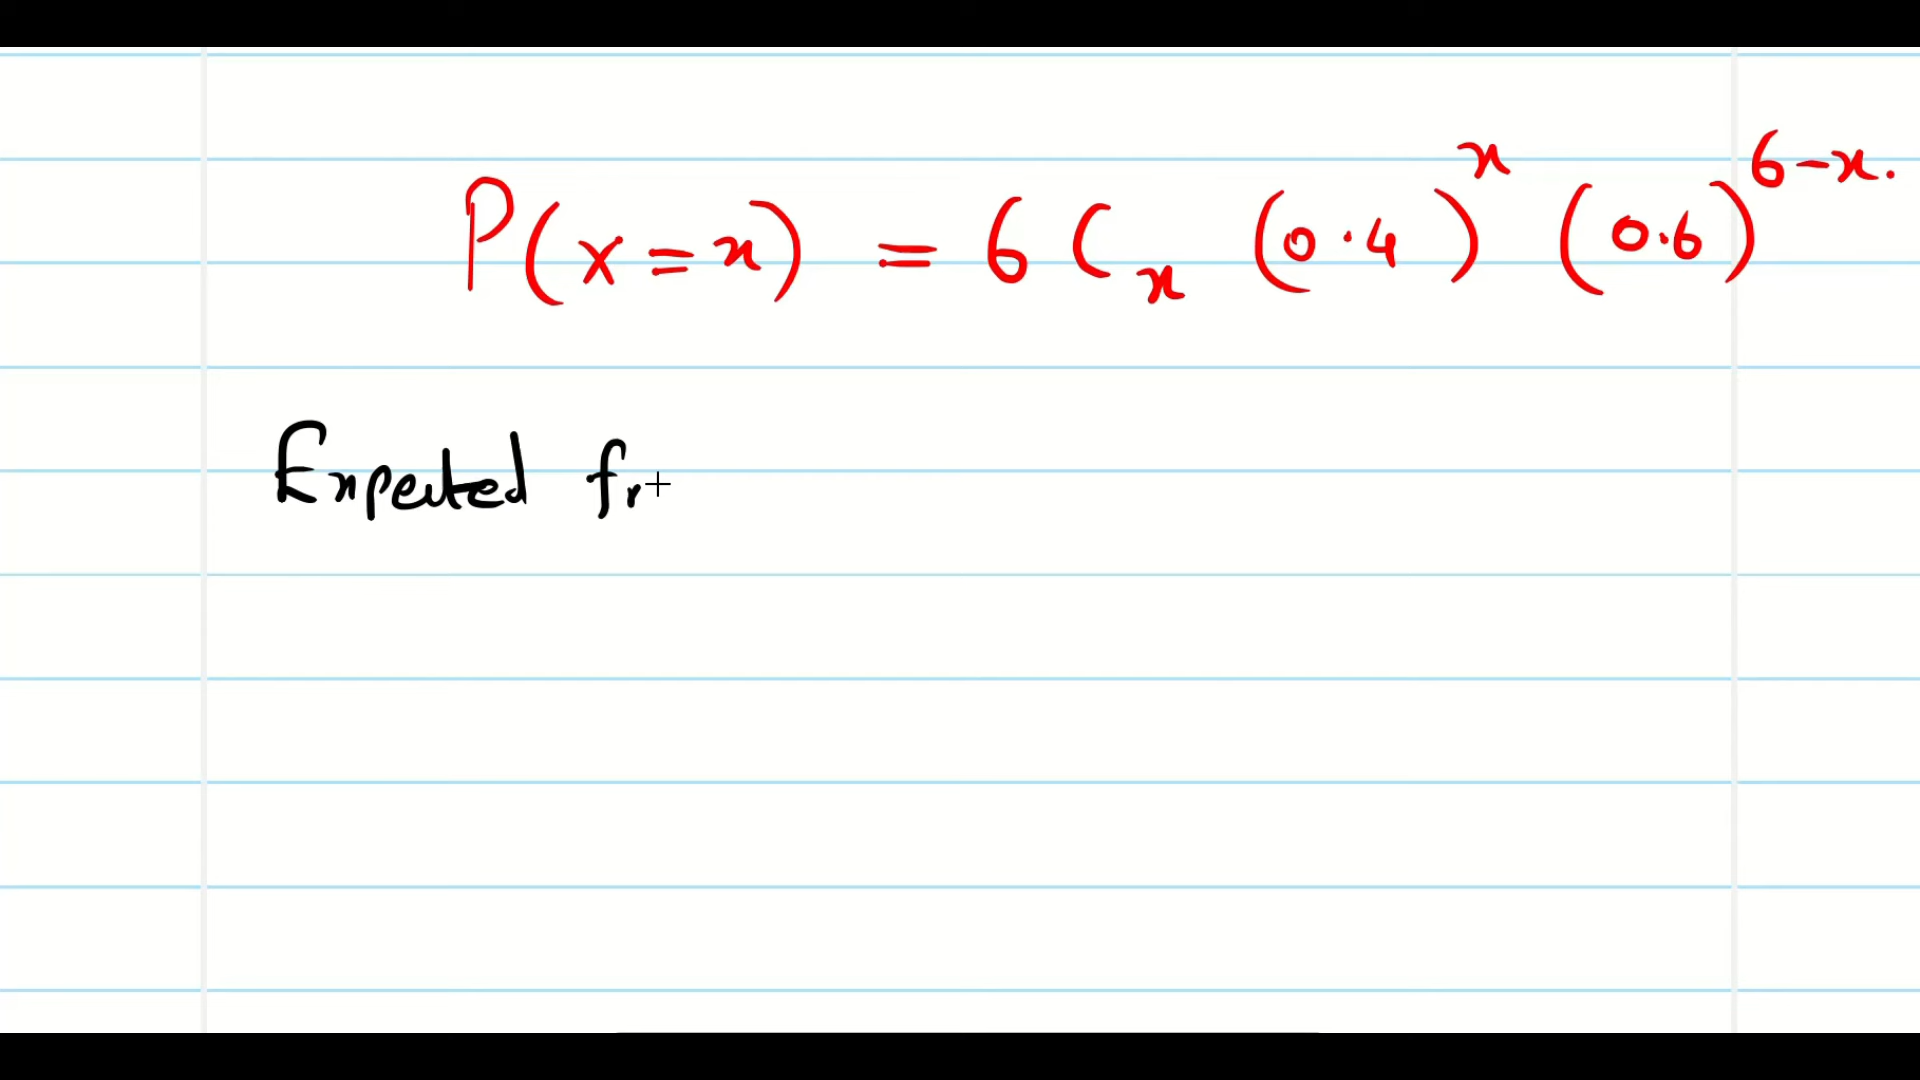 P(x=x) = 6Cₓ (0.4)ˣ (0.6)⁶⁻ˣ.
Expected fr